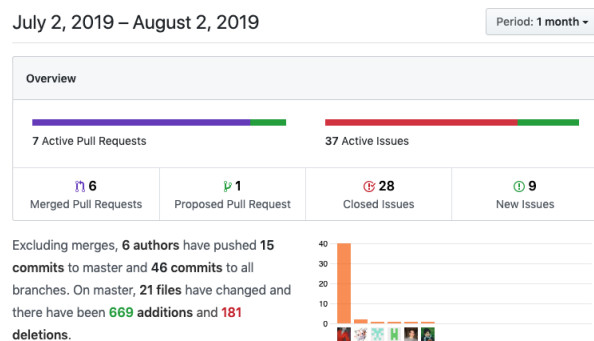 July 2, 2019 – August 2, 2019
Period: 1 month
Overview
7 Active Pull Requests
37 Active Issues
6
Merged Pull Requests
1
Proposed Pull Request
28
Closed Issues
9
New Issues
Excluding merges, 6 authors have pushed 15
commits to master and 46 commits to all
branches. On master, 21 files have changed and
there have been 669 additions and 181
deletions.
40
30
20
10
0